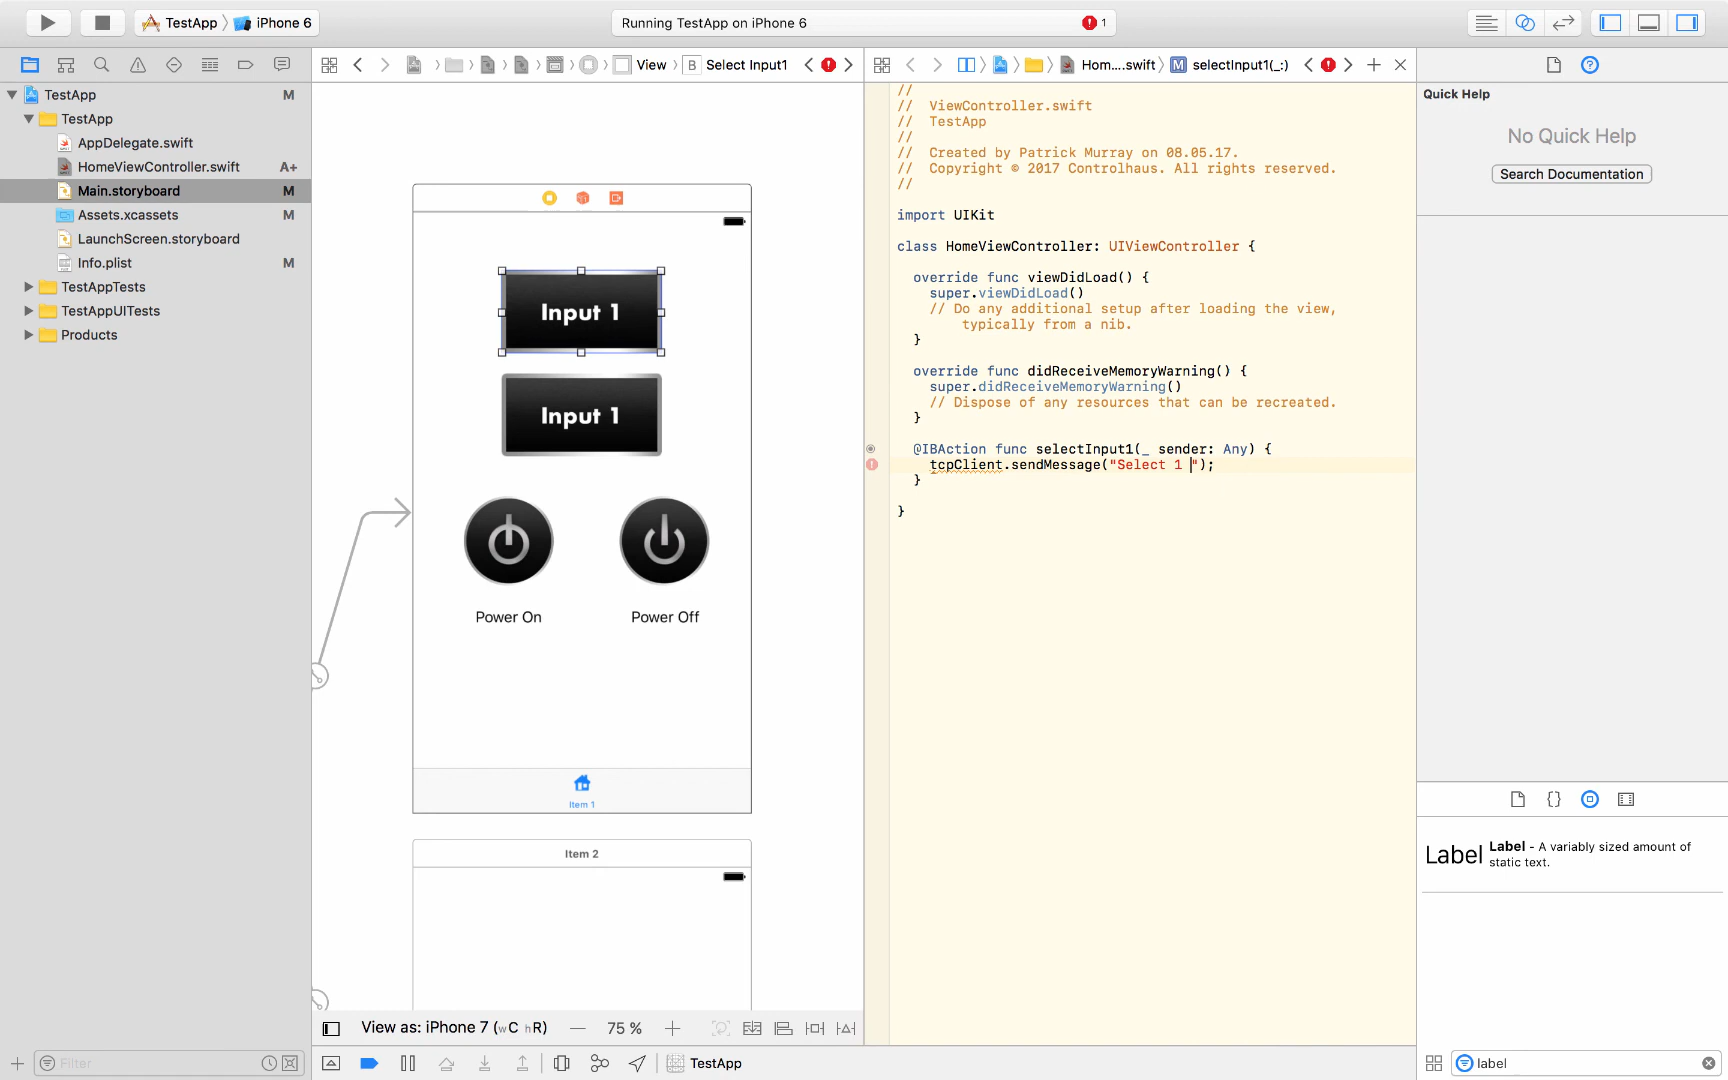 TestApp 〉 iPhone 6
Running TestApp on iPhone 6
1
View
B
Select Input1
Hom....swift
M
selectInput1(_:)
TestApp M
TestApp
AppDelegate.swift
HomeViewController.swift A+
Main.storyboard M
Assets.xcassets M
LaunchScreen.storyboard
Info.plist M
TestAppTests
TestAppUITests
Products
Filter
Input 1
Input 1
Power On Power Off
Item 1
Item 2
View as: iPhone 7 (wC hR) — 75 % +
TestApp
//
// ViewController.swift
// TestApp
//
// Created by Patrick Murray on 08.05.17.
// Copyright © 2017 Controlhaus. All rights reserved.
//
import UIKit
class HomeViewController: UIViewController {
override func viewDidLoad() {
super.viewDidLoad()
// Do any additional setup after loading the view,
typically from a nib.
}
override func didReceiveMemoryWarning() {
super.didReceiveMemoryWarning()
// Dispose of any resources that can be recreated.
}
@IBAction func selectInput1(_ sender: Any) {
tcpClient.sendMessage("Select 1 ");
}
}
Quick Help
No Quick Help
Search Documentation
{}
Label
Label - A variably sized amount of
static text.
label